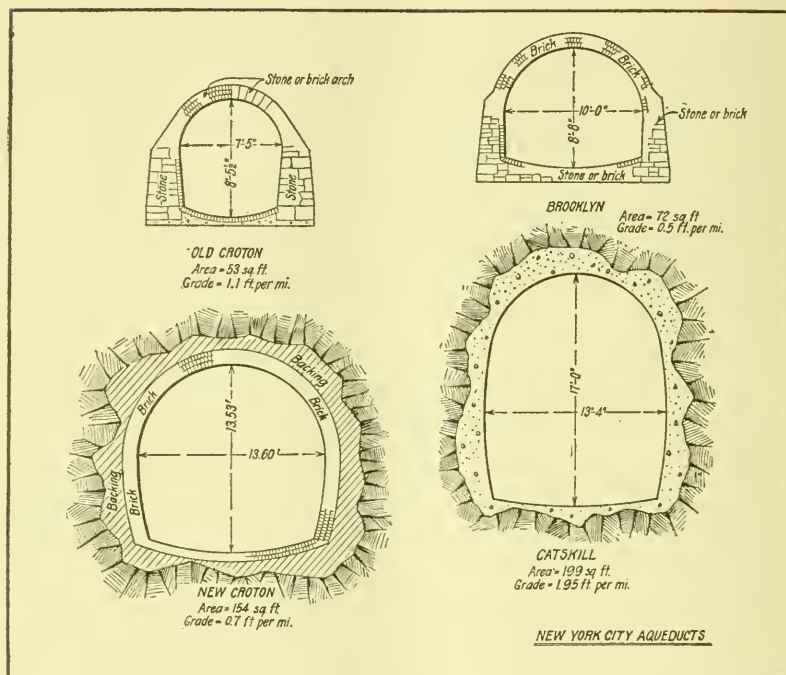 Stone or brick arch
7'-5"
8'-5½"
Stone
Stone
OLD CROTON
Area = 53 sq. ft.
Grade = 1.1 ft. per mi.
Brick
Brick
10'-0"
8'-8"
Stone or brick
Stone or brick
BROOKLYN
Area = 72 sq. ft
Grade = 0.5 ft. per mi.
Backing
Brick
Brick
13.53'
13.60'
Backing
Brick
NEW CROTON
Area = 154 sq. ft.
Grade = 0.7 ft per mi.
17'-0"
13'-4"
CATSKILL
Area = 199 sq. ft.
Grade = 1.95 ft. per mi.
NEW YORK CITY AQUEDUCTS